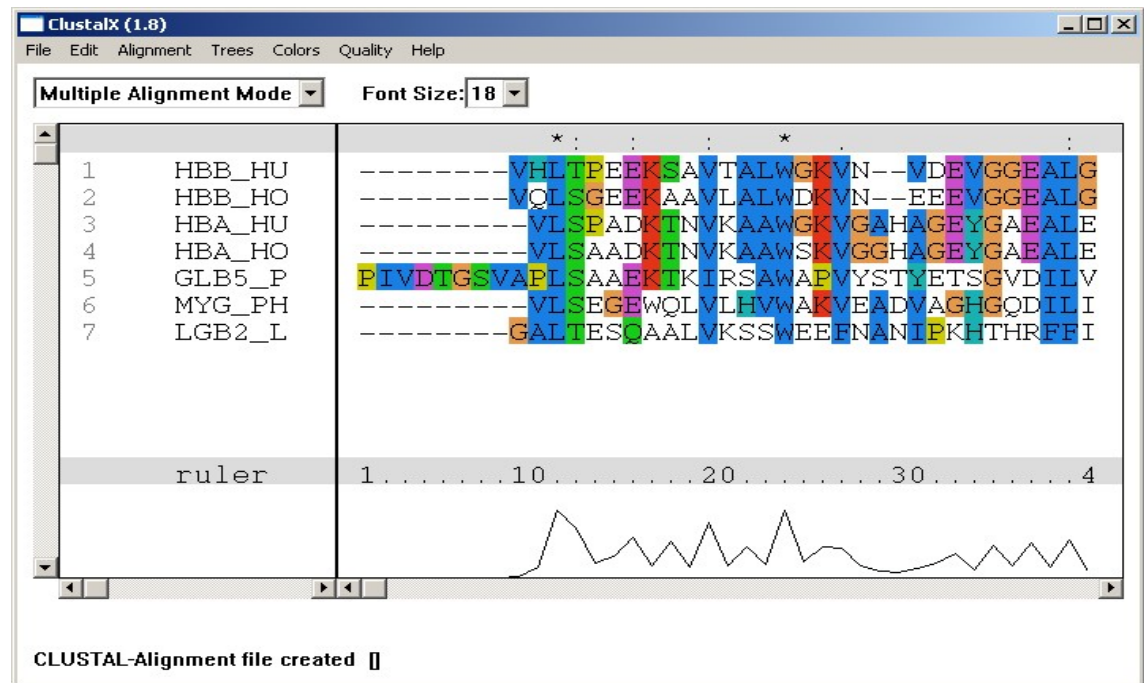 ClustalX (1.8)
File Edit Alignment Trees Colors Quality Help
Multiple Alignment Mode Font Size: 18
*:  :   :   *  .           :
1 HBB_HU --------VHLTPEEKSAVTALWGKVN--VDEVGGEALG
2 HBB_HO --------VQLSGEEKAAVLALWDKVN--EEEVGGEALG
3 HBA_HU ---------VLSPADKTNVKAAWGKVGAHAGEYGAEALE
4 HBA_HO ---------VLSAADKTNVKAAWSKVGGHAGEYGAEALE
5 GLB5_P PIVDTGSVAPLSAAEKTKIRSAWAPVYSTYETSGVDILV
6 MYG_PH ---------VLSEGEWQLVLHVWAKVEADVAGHGQDILI
7 LGB2_L --------GALTESQAALVKSSWEEFNANIPKHTHRFFI
ruler 1.......10........20........30........4
CLUSTAL-Alignment file created []